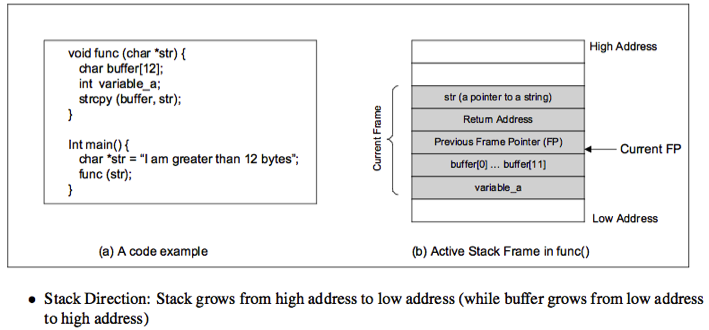 void func (char *str) {
char buffer[12];
int variable_a;
strcpy (buffer, str);
}
Int main() {
char *str = "I am greater than 12 bytes";
func (str);
}
(a) A code example
High Address
str (a pointer to a string)
Return Address
Previous Frame Pointer (FP)
buffer[0] ... buffer[11]
variable_a
Current Frame
Current FP
Low Address
(b) Active Stack Frame in func()
• Stack Direction: Stack grows from high address to low address (while buffer grows from low address
to high address)